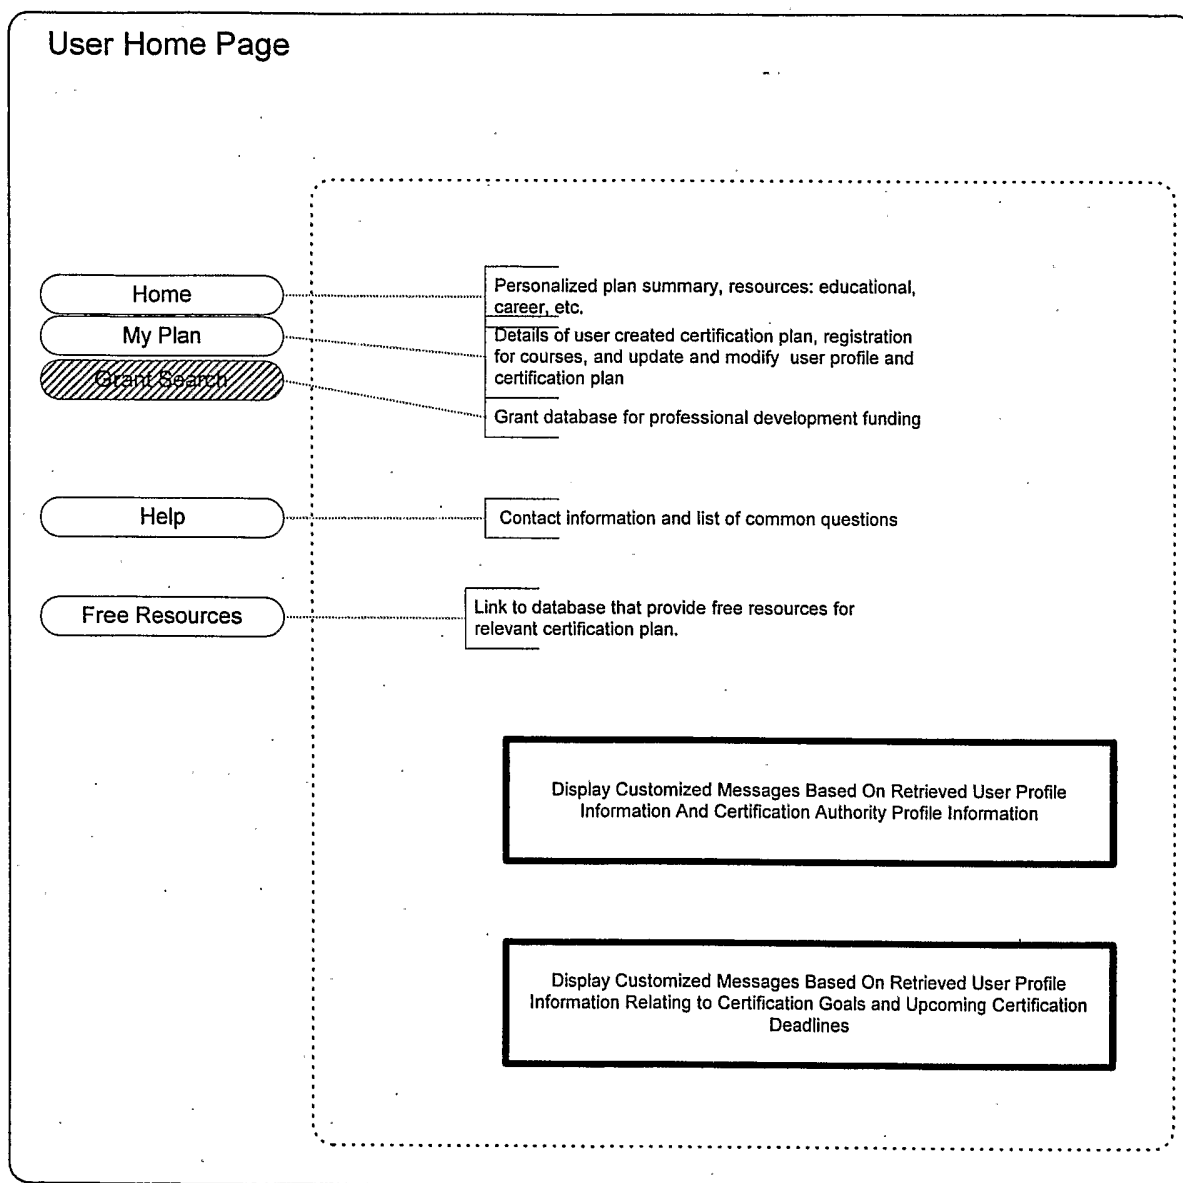 User Home Page
Home
Personalized plan summary, resources: educational,
career, etc.
My Plan
Details of user created certification plan, registration
for courses, and update and modify user profile and
certification plan
Grant Search
Grant database for professional development funding
Help
Contact information and list of common questions
Free Resources
Link to database that provide free resources for
relevant certification plan.
Display Customized Messages Based On Retrieved User Profile
Information And Certification Authority Profile Information
Display Customized Messages Based On Retrieved User Profile
Information Relating to Certification Goals and Upcoming Certification
Deadlines